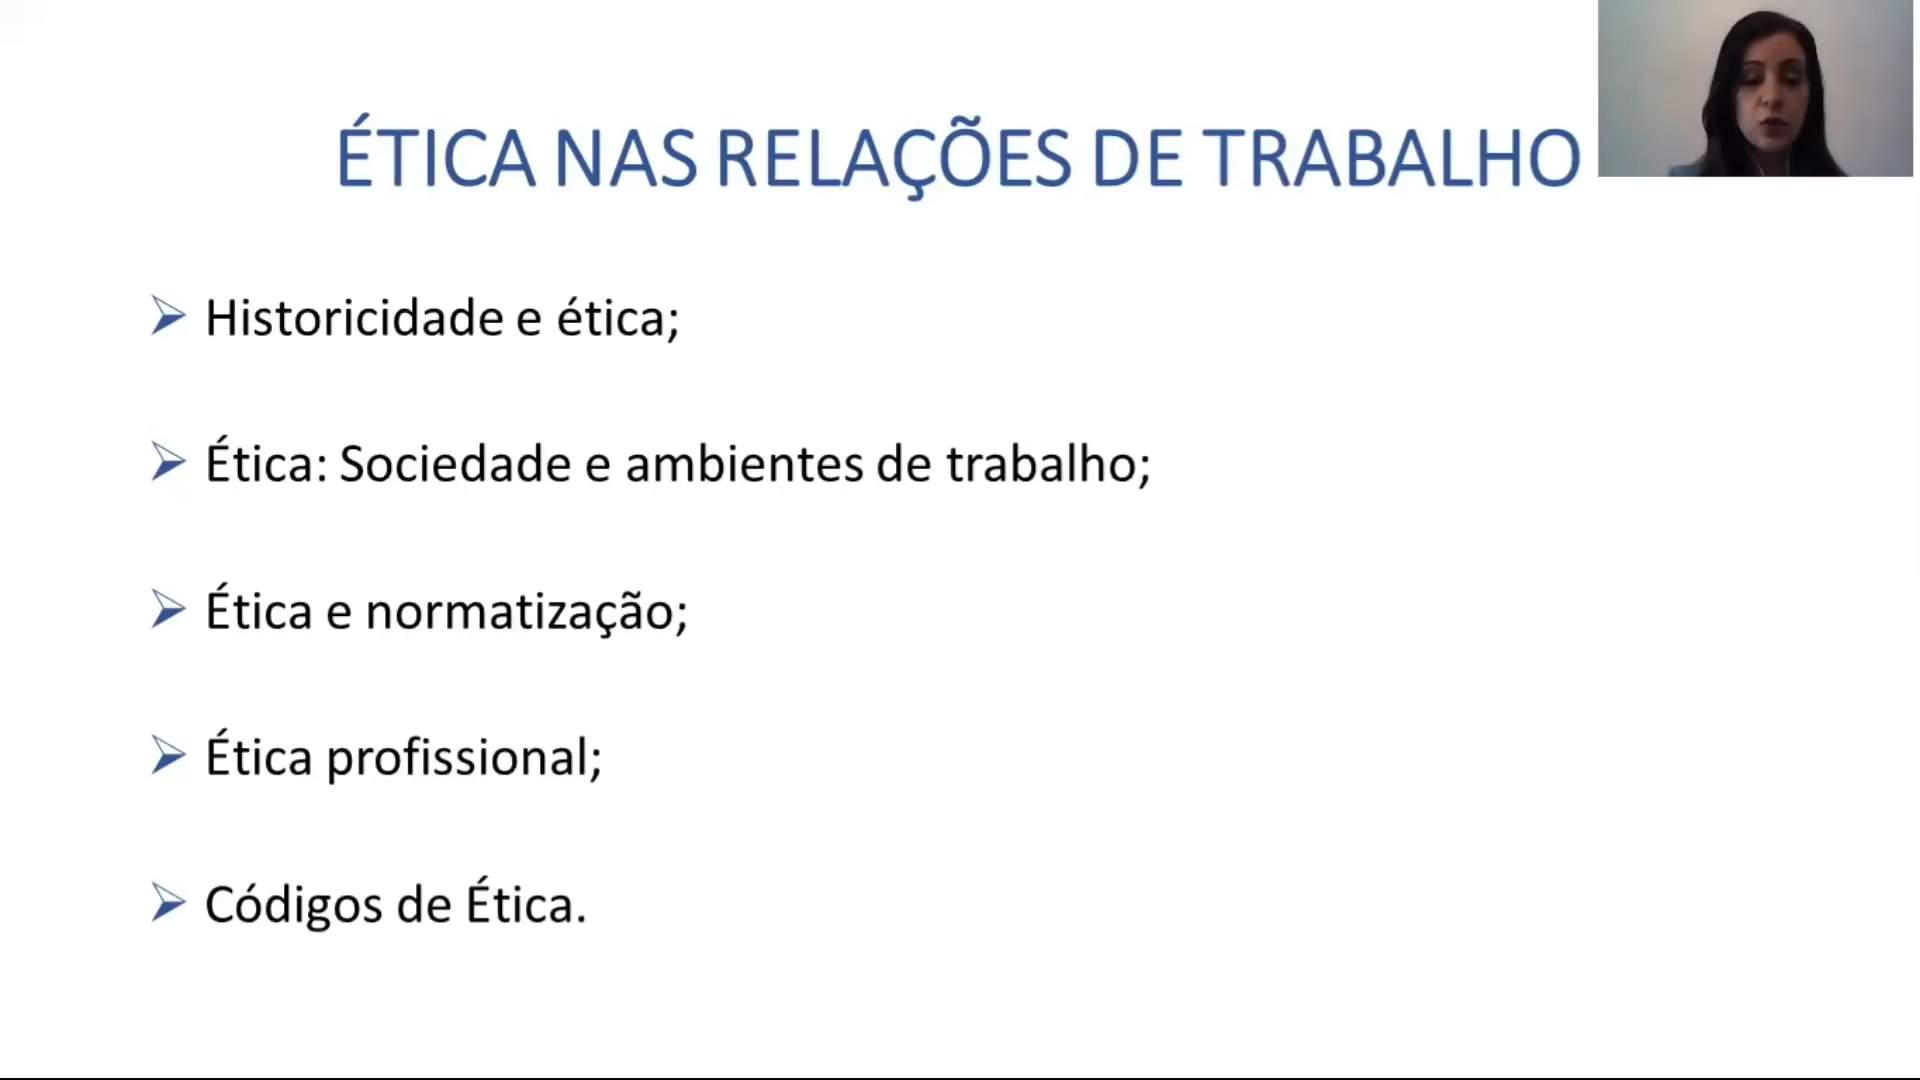 ÉTICA NAS RELAÇÕES DE TRABALHO
Historicidade e ética;
Ética: Sociedade e ambientes de trabalho;
Ética e normatização;
Ética profissional;
Códigos de Ética.